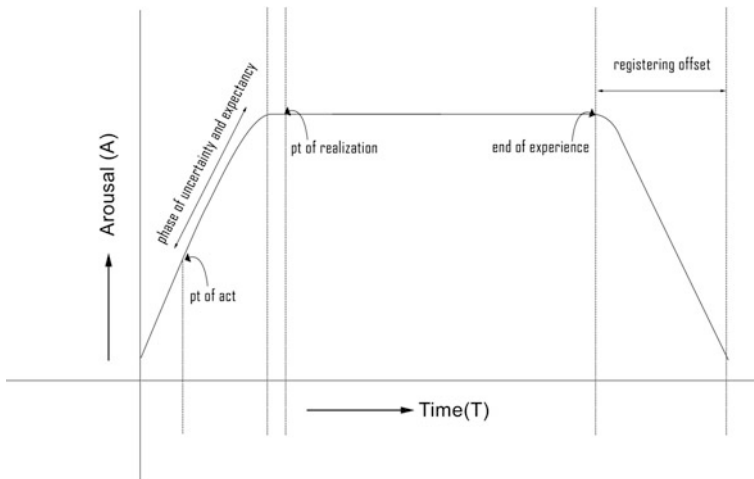 registering offset
phase of uncertainty and expectancy
pt of realization
end of experience
pt of act
Arousal (A)
Time(T)